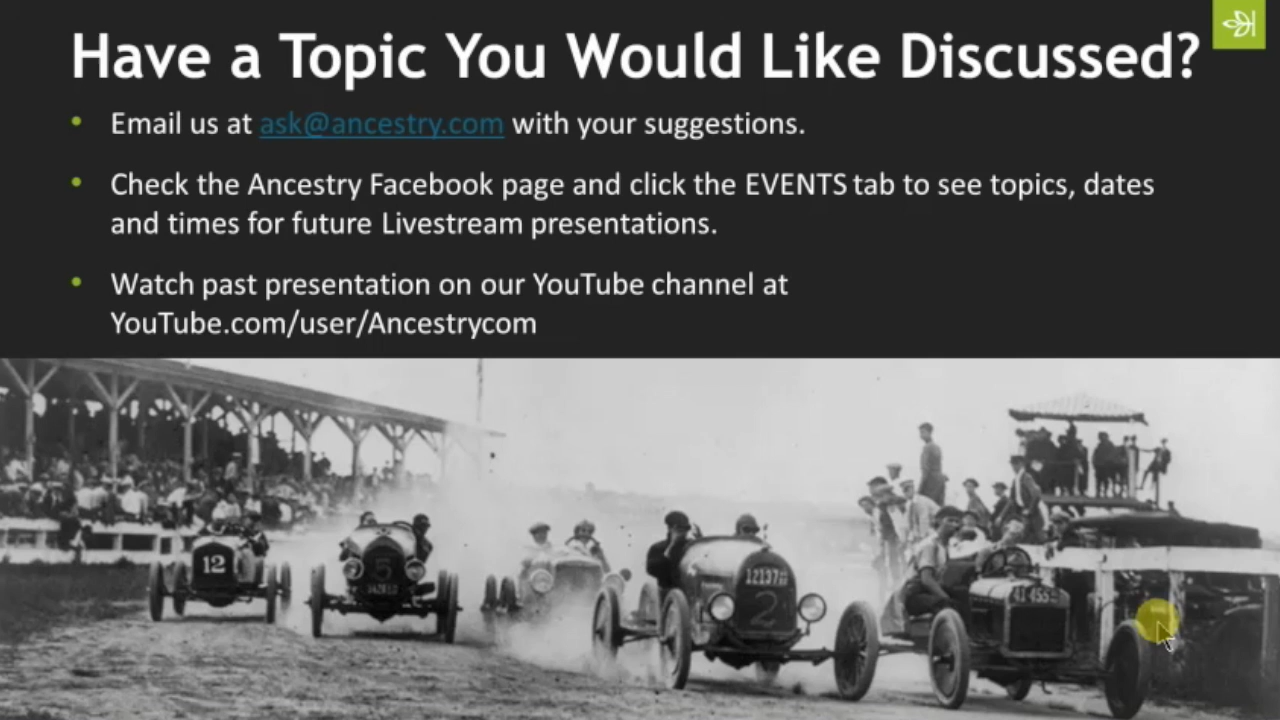 Have a Topic You Would Like Discussed?
• Email us at ask@ancestry.com with your suggestions.
• Check the Ancestry Facebook page and click the EVENTS tab to see topics, dates
and times for future Livestream presentations.
• Watch past presentation on our YouTube channel at
YouTube.com/user/Ancestrycom
12
5
12137
2